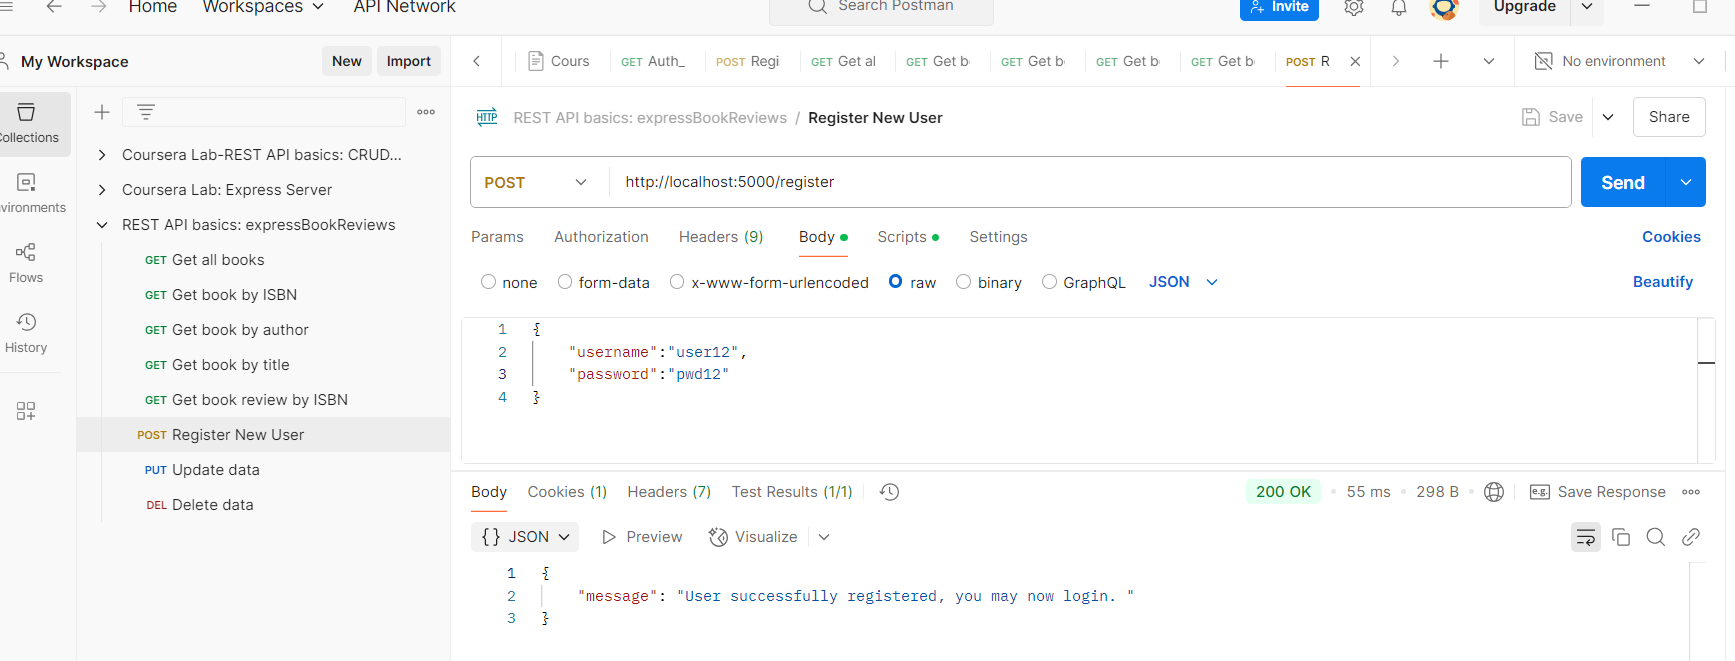 Home Workspaces API Network Search Postman Invite Upgrade
My Workspace New Import
Cours GET Auth_ POST Regi GET Get al GET Get b GET Get b GET Get b GET Get b POST R No environment
Collections
Environments
Flows
History
Coursera Lab-REST API basics: CRUD...
Coursera Lab: Express Server
REST API basics: expressBookReviews
GET Get all books
GET Get book by ISBN
GET Get book by author
GET Get book by title
GET Get book review by ISBN
POST Register New User
PUT Update data
DEL Delete data
HTTP REST API basics: expressBookReviews / Register New User Save Share
POST http://localhost:5000/register Send
Params Authorization Headers (9) Body Scripts Settings Cookies
none form-data x-www-form-urlencoded raw binary GraphQL JSON Beautify
1 {
2 "username":"user12",
3 "password":"pwd12"
4 }
Body Cookies (1) Headers (7) Test Results (1/1) 200 OK • 55 ms • 298 B • e.g. Save Response
{} JSON Preview Visualize
1 {
2 "message": "User successfully registered, you may now login. "
3 }